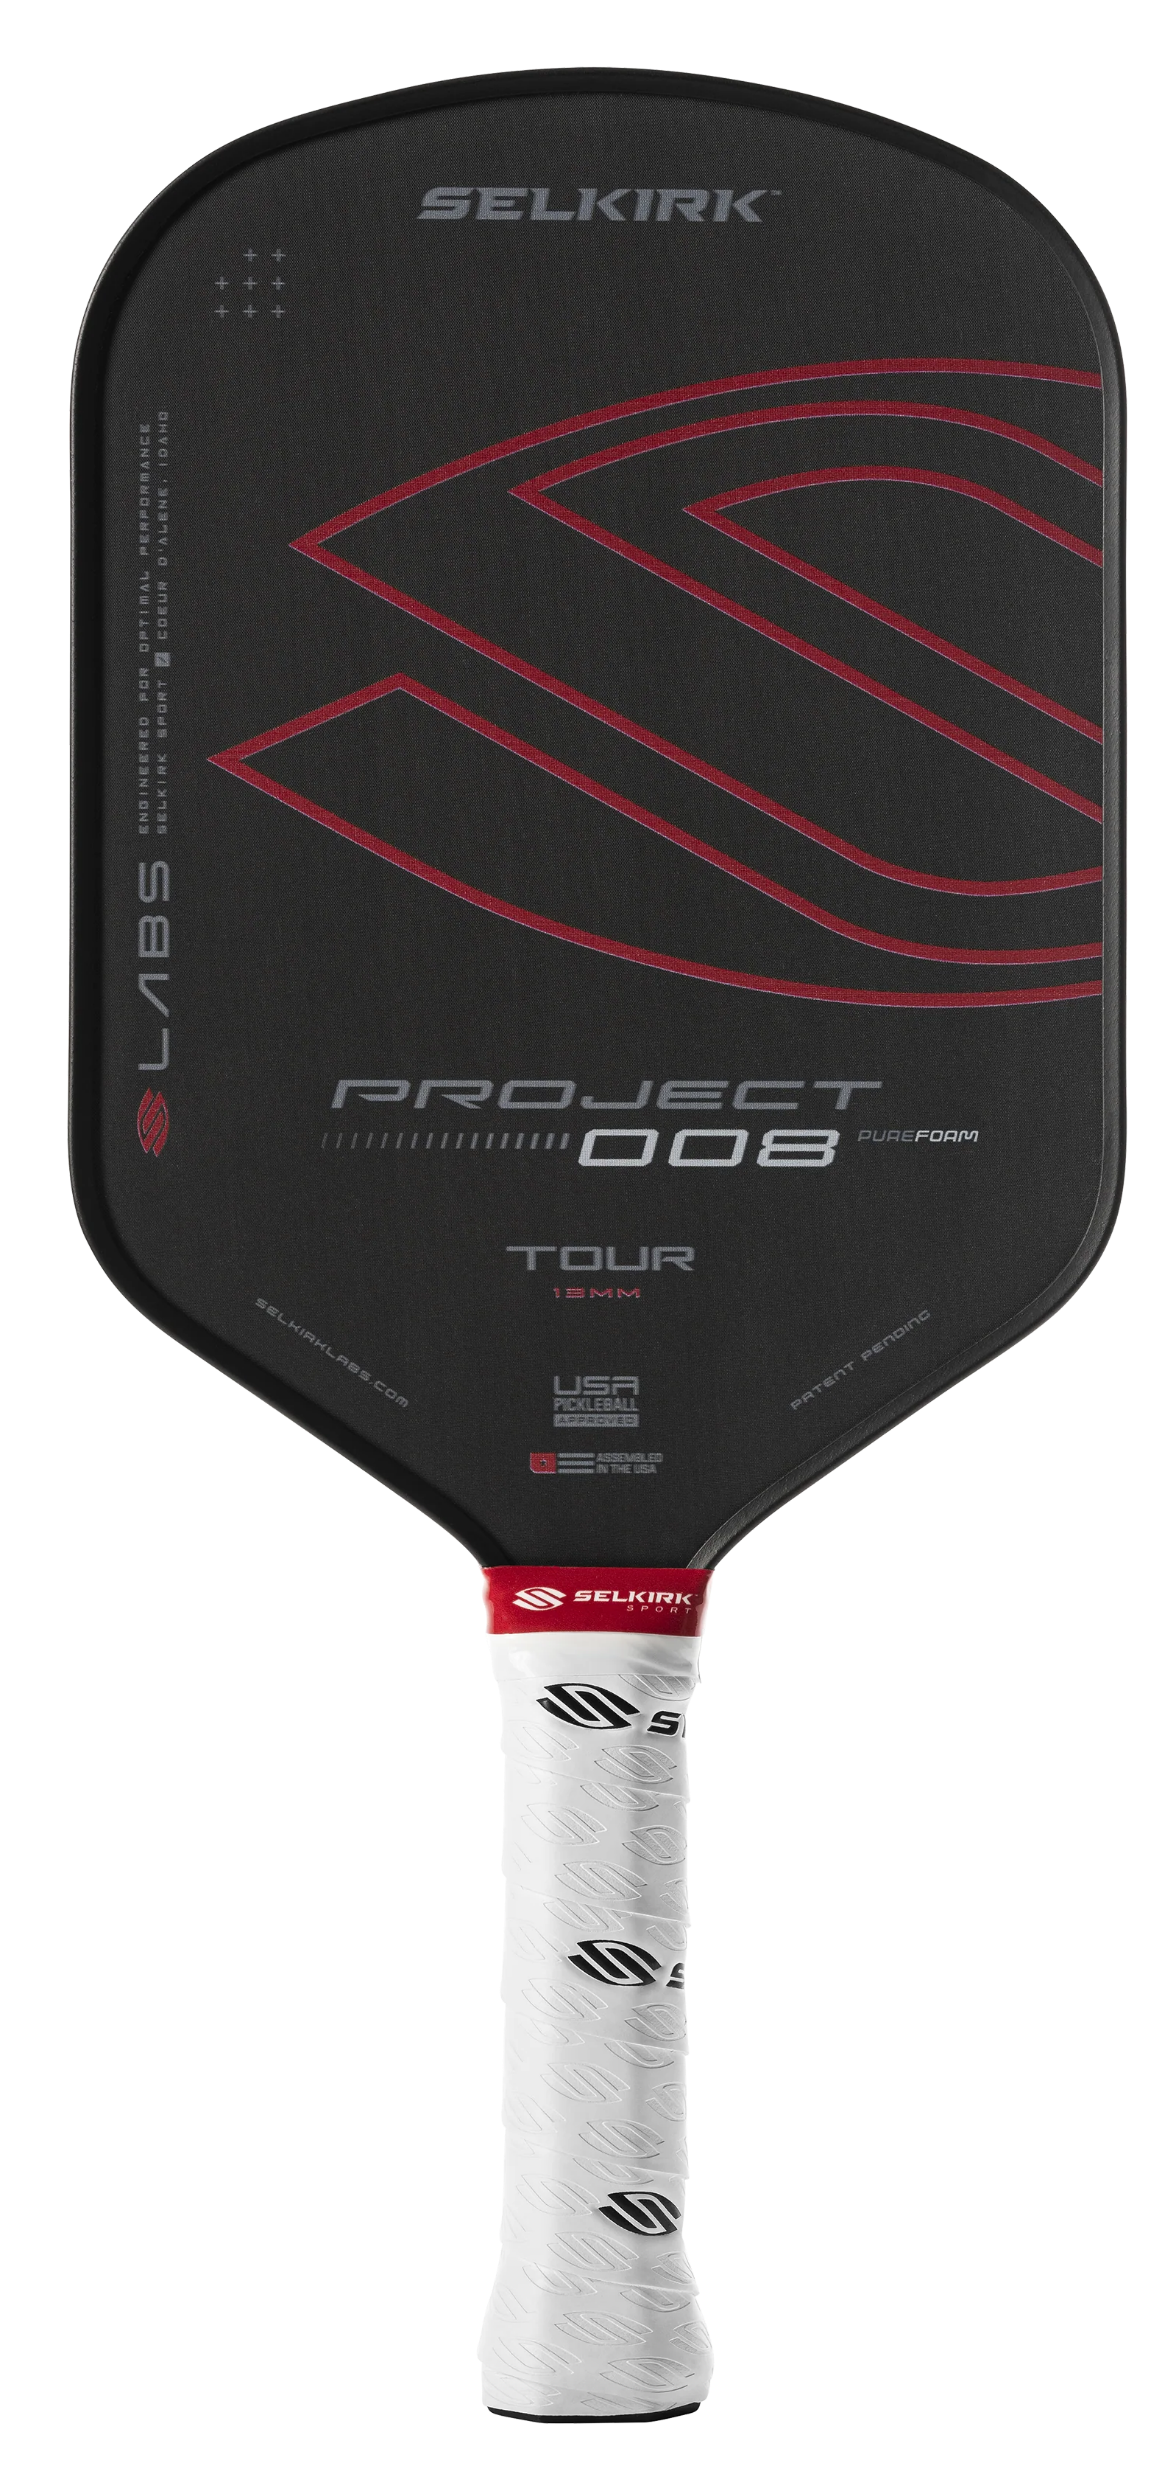 SELKIRK™
ENGINEERED FOR OPTIMAL PERFORMANCE
SELKIRK SPORT COEUR D'ALENE, IDAHO
LABS
PROJECT
008 PUREFOAM
TOUR
13MM
SELKIRKLABS.COM
PATENT PENDING
USA
PICKLEBALL
APPROVED
ASSEMBLED
IN THE USA
SELKIRK
SPORT
S
S